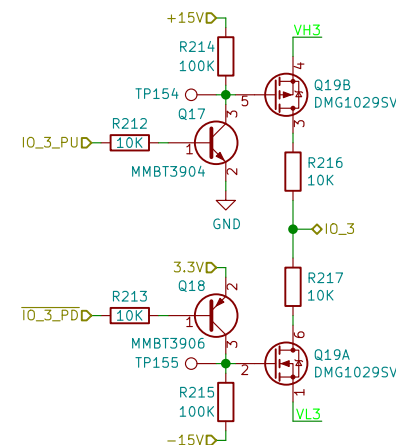 +15V
VH3
R214
100K
4
TP154
5
Q19B
DMG1029SV
Q17
3
3
R212
IO_3_PU
10K
1
R216
10K
MMBT3904
2
GND
IO_3
3.3V
Q18
2
R217
10K
R213
IO_3_PD
10K
1
MMBT3906
3
6
TP155
2
Q19A
DMG1029SV
R215
100K
1
VL3
-15V